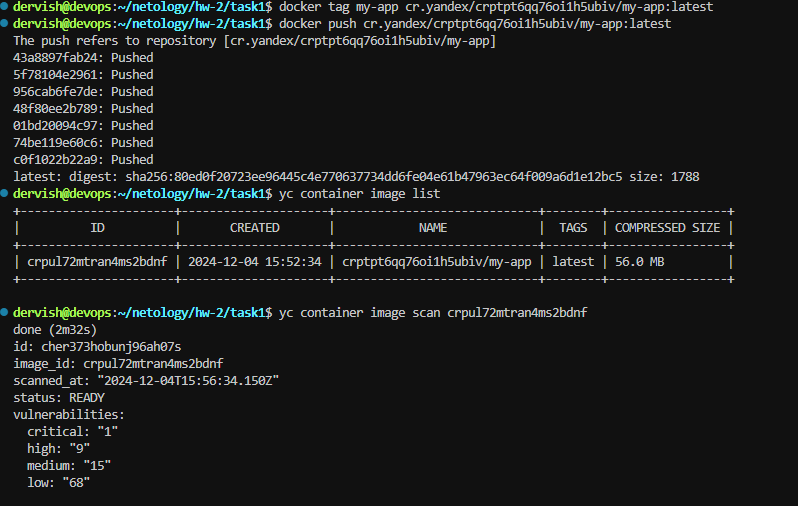 dervish@devops:~/netology/hw-2/task1$ docker tag my-app cr.yandex/crptpt6qq76oi1h5ubiv/my-app:latest
dervish@devops:~/netology/hw-2/task1$ docker push cr.yandex/crptpt6qq76oi1h5ubiv/my-app:latest
The push refers to repository [cr.yandex/crptpt6qq76oi1h5ubiv/my-app]
43a8897fab24: Pushed
5f78104e2961: Pushed
956cab6fe7de: Pushed
48f80ee2b789: Pushed
01bd20094c97: Pushed
74be119e60c6: Pushed
c0f1022b22a9: Pushed
latest: digest: sha256:80ed0f20723ee96445c4e770637734dd6fe04e61b47963ec64f009a6d1e12bc5 size: 1788
dervish@devops:~/netology/hw-2/task1$ yc container image list
+----------------------+---------------------+-----------------------------+--------+-----------------+
| ID | CREATED | NAME | TAGS | COMPRESSED SIZE |
+----------------------+---------------------+-----------------------------+--------+-----------------+
| crpul72mtran4ms2bdnf | 2024-12-04 15:52:34 | crptpt6qq76oi1h5ubiv/my-app | latest | 56.0 MB |
+----------------------+---------------------+-----------------------------+--------+-----------------+
dervish@devops:~/netology/hw-2/task1$ yc container image scan crpul72mtran4ms2bdnf
done (2m32s)
id: cher373hobunj96ah07s
image_id: crpul72mtran4ms2bdnf
scanned_at: "2024-12-04T15:56:34.150Z"
status: READY
vulnerabilities:
  critical: "1"
  high: "9"
  medium: "15"
  low: "68"